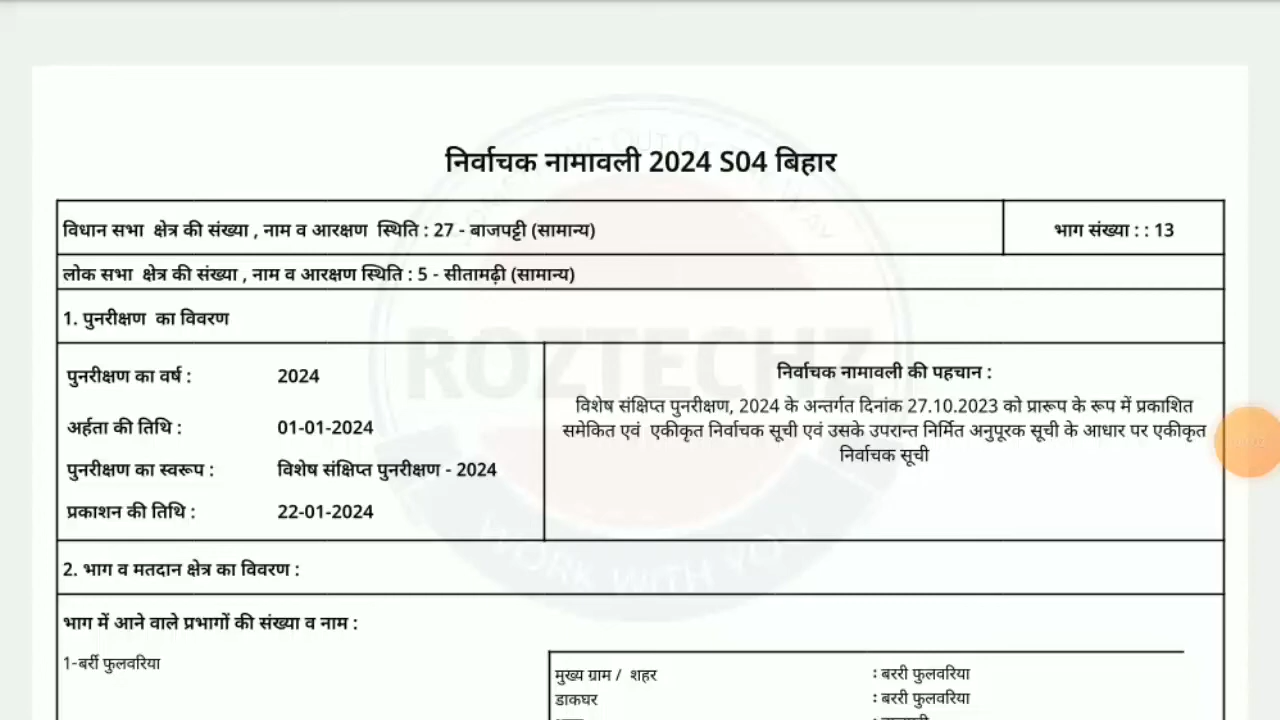 निर्वाचक नामावली 2024 S04 बिहार
विधान सभा क्षेत्र की संख्या , नाम व आरक्षण स्थिति : 27 - बाजपट्टी (सामान्य)
भाग संख्या : : 13
लोक सभा क्षेत्र की संख्या , नाम व आरक्षण स्थिति : 5 - सीतामढ़ी (सामान्य)
1. पुनरीक्षण का विवरण
पुनरीक्षण का वर्ष : 2024
अर्हता की तिथि : 01-01-2024
पुनरीक्षण का स्वरूप : विशेष संक्षिप्त पुनरीक्षण - 2024
प्रकाशन की तिथि : 22-01-2024
निर्वाचक नामावली की पहचान :
विशेष संक्षिप्त पुनरीक्षण, 2024 के अन्तर्गत दिनांक 27.10.2023 को प्रारूप के रूप में प्रकाशित
समेकित एवं एकीकृत निर्वाचक सूची एवं उसके उपरान्त निर्मित अनुपूरक सूची के आधार पर एकीकृत
निर्वाचक सूची
ROZTECHZ
WORK WITH YOU
2. भाग व मतदान क्षेत्र का विवरण :
भाग में आने वाले प्रभागों की संख्या व नाम :
1-बर्री फुलवरिया
मुख्य ग्राम / शहर : बररी फुलवरिया
डाकघर : बररी फुलवरिया